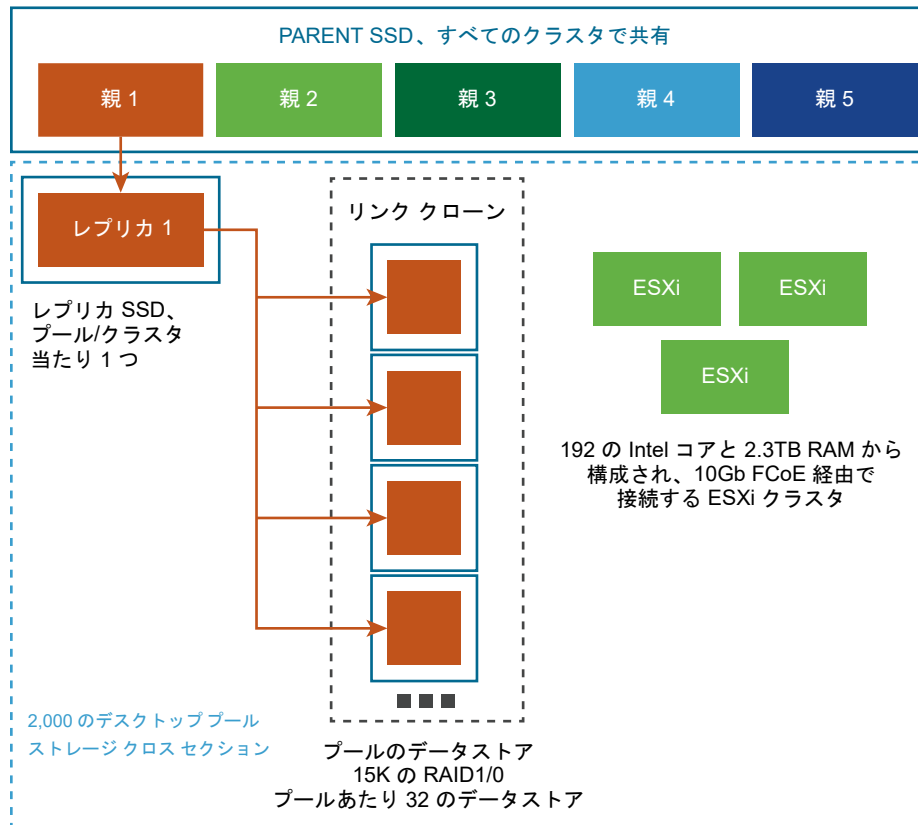 PARENT SSD、すべてのクラスタで共有
親 1
親 2
親 3
親 4
親 5
レプリカ 1
レプリカ SSD、
プール/クラスタ
当たり 1 つ
リンク クローン
ESXi
ESXi
ESXi
192 の Intel コアと 2.3TB RAM から
構成され、10Gb FCoE 経由で
接続する ESXi クラスタ
2,000 のデスクトップ プール
ストレージ クロス セクション
プールのデータストア
15K の RAID1/0
プールあたり 32 のデータストア